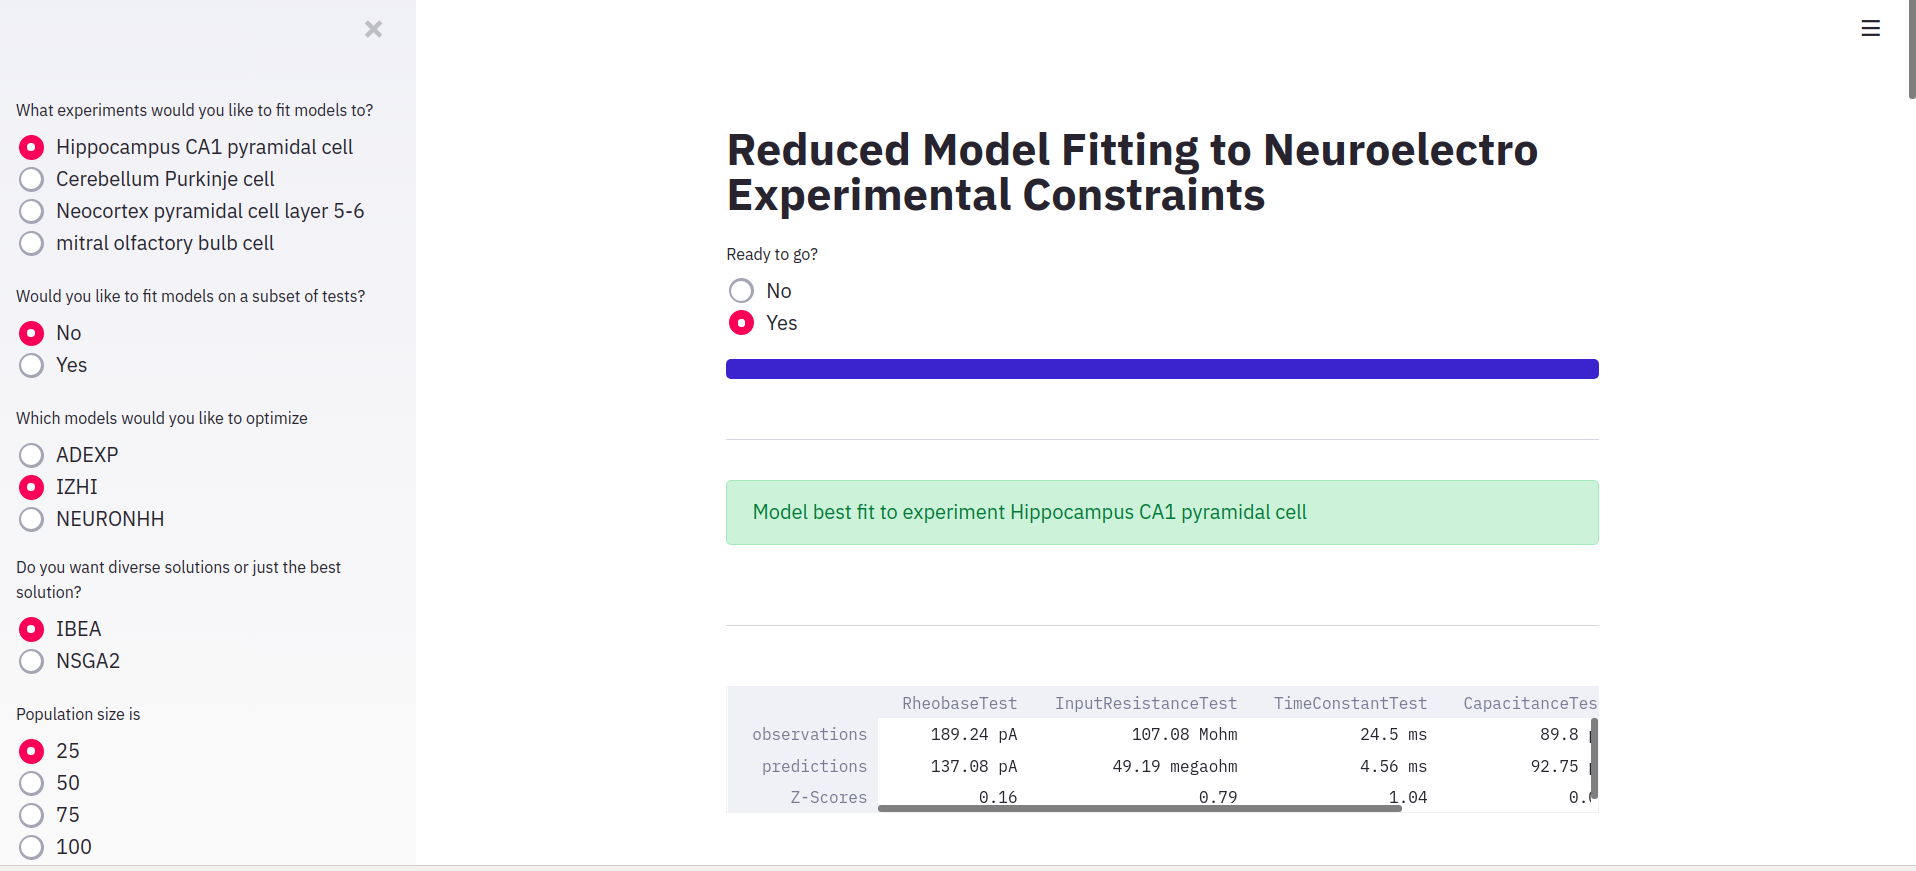 What experiments would you like to fit models to?
Hippocampus CA1 pyramidal cell
Cerebellum Purkinje cell
Neocortex pyramidal cell layer 5-6
mitral olfactory bulb cell
Would you like to fit models on a subset of tests?
No
Yes
Which models would you like to optimize
ADEXP
IZHI
NEURONHH
Do you want diverse solutions or just the best
solution?
IBEA
NSGA2
Population size is
25
50
75
100
Reduced Model Fitting to Neuroelectro
Experimental Constraints
Ready to go?
No
Yes
Model best fit to experiment Hippocampus CA1 pyramidal cell
RheobaseTest InputResistanceTest TimeConstantTest CapacitanceTes
observations 189.24 pA 107.08 Mohm 24.5 ms 89.8
predictions 137.08 pA 49.19 megaohm 4.56 ms 92.75
Z-Scores 0.16 0.79 1.04